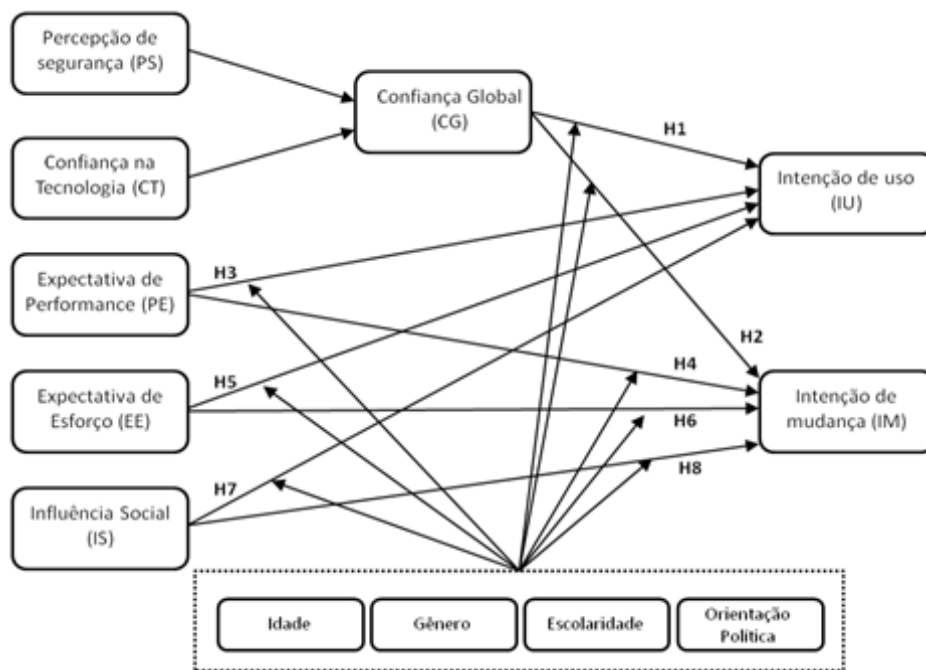 Percepção de
segurança (PS)
Confiança Global
(CG)
H1
Confiança na
Tecnologia (CT)
Intenção de uso
(IU)
Expectativa de
Performance (PE)
H3
H2
H4
Expectativa de
Esforço (EE)
H5
Intenção de
mudança (IM)
H6
H7
H8
Influência Social
(IS)
Idade
Gênero
Escolaridade
Orientação
Política